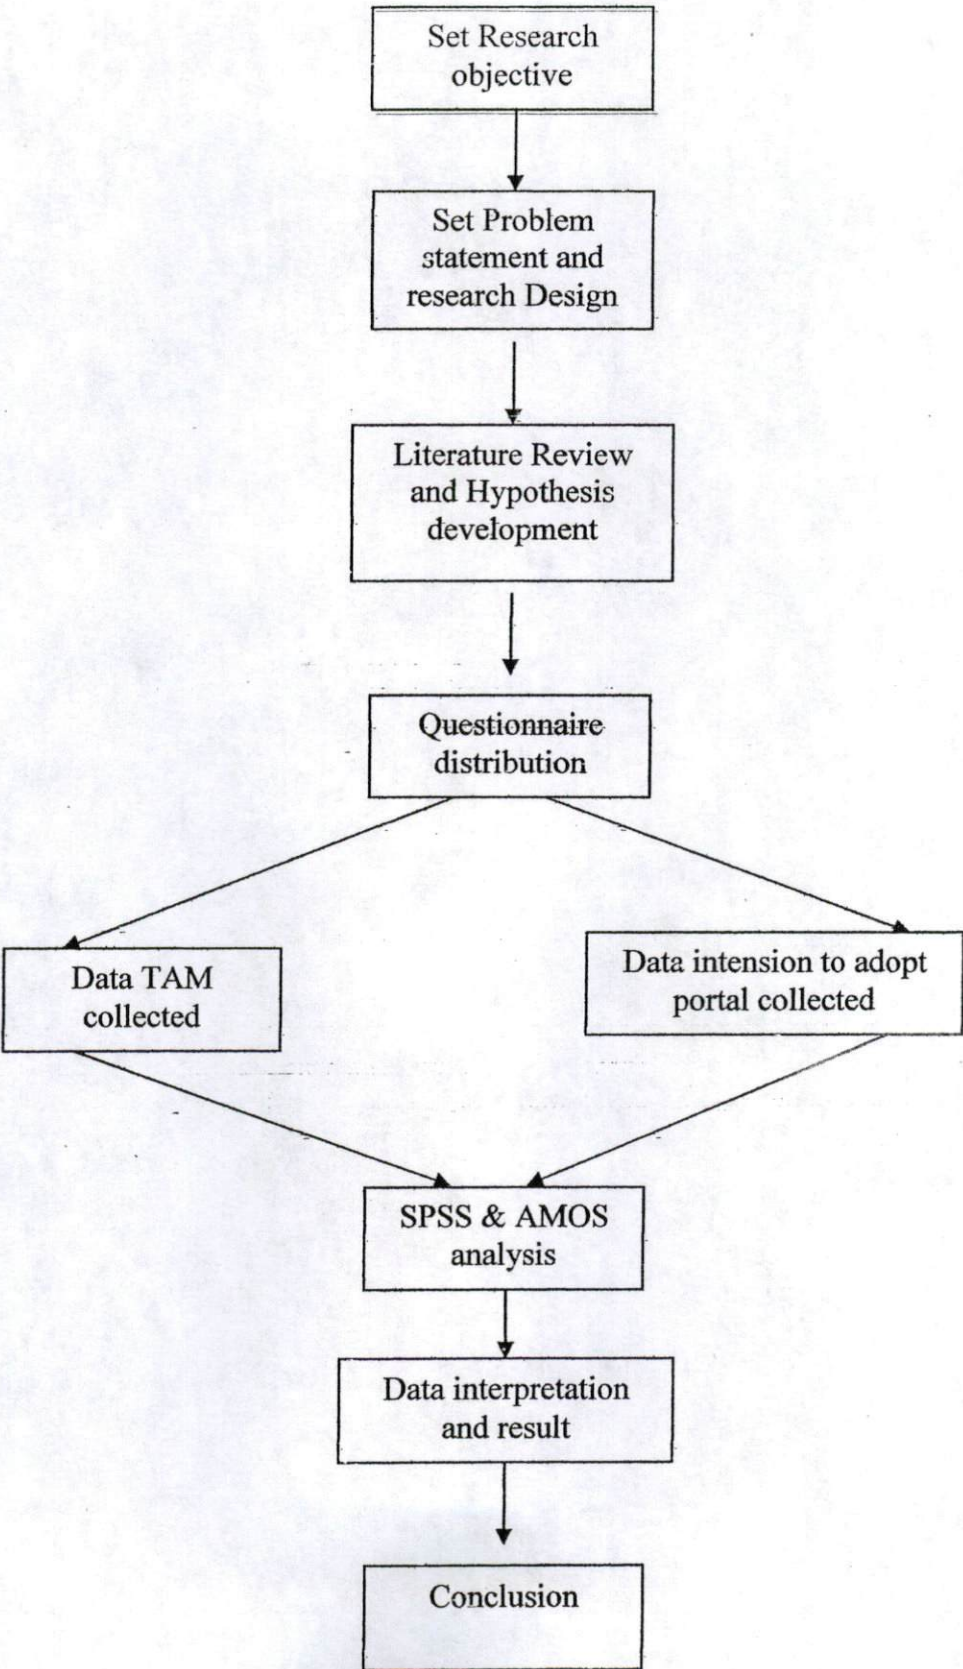 Set Research
objective
Set Problem
statement and
research Design
Literature Review
and Hypothesis
development
Questionnaire
distribution
Data TAM
collected
Data intension to adopt
portal collected
SPSS & AMOS
analysis
Data interpretation
and result
Conclusion